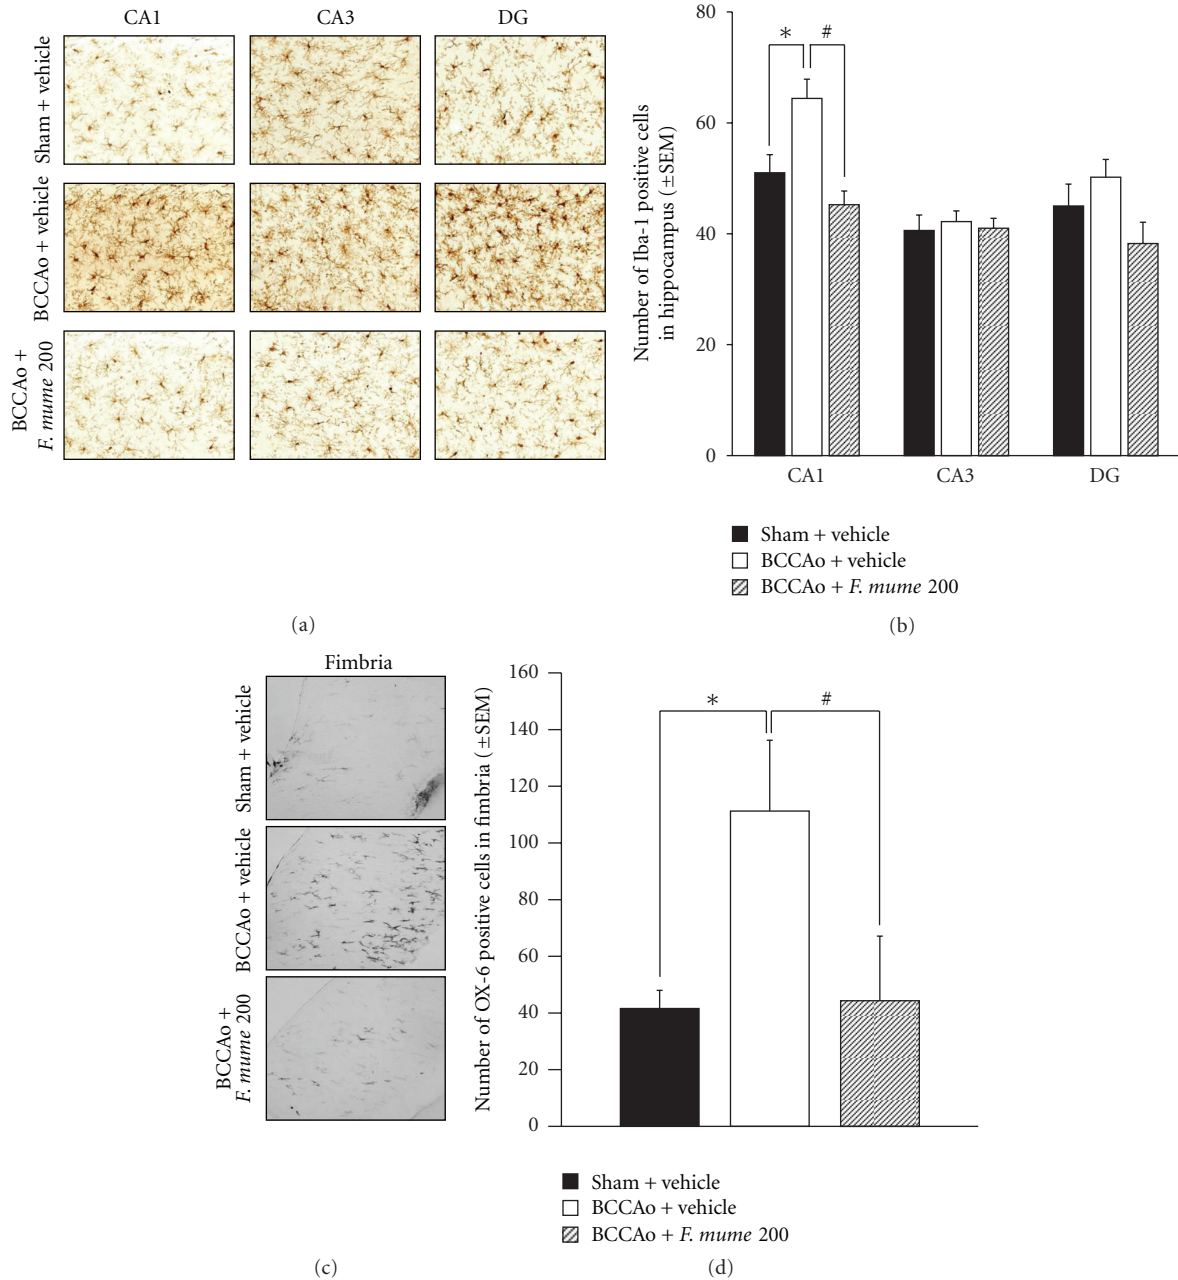 CA1 CA3 DG
Sham + vehicle
BCCAo + vehicle
BCCAo +
F. mume 200
(a)
80
60
40
20
0
Number of Iba-1 positive cells
in hippocampus (±SEM)
* #
CA1 CA3 DG
Sham + vehicle
BCCAo + vehicle
BCCAo + F. mume 200
(b)
Fimbria
Sham + vehicle
BCCAo + vehicle
BCCAo +
F. mume 200
(c)
160
140
120
100
80
60
40
20
0
Number of OX-6 positive cells in fimbria (±SEM)
* #
Sham + vehicle
BCCAo + vehicle
BCCAo + F. mume 200
(d)